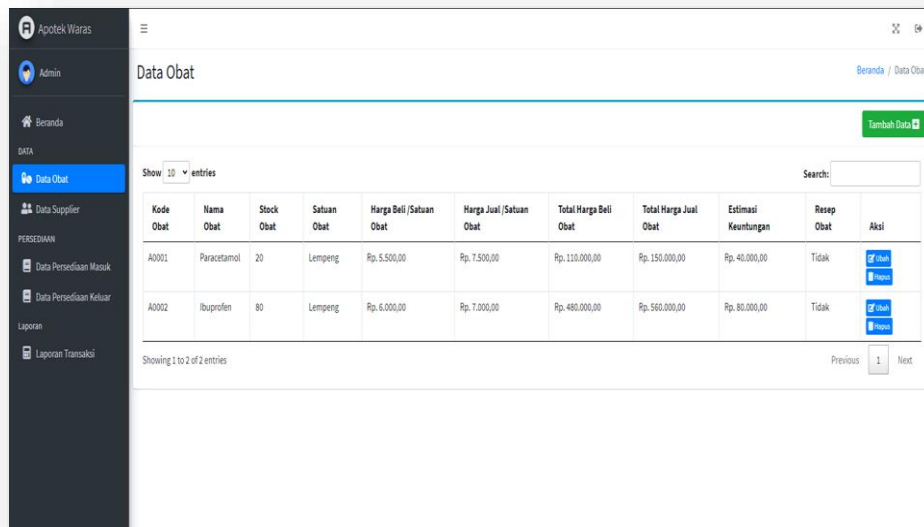 Apotek Waras
Admin
Beranda
DATA
Data Obat
Data Supplier
PERSEDIAAN
Data Persediaan Masuk
Data Persediaan Keluar
Laporan
Laporan Transaksi
Data Obat
Beranda / Data Oba
Tambah Data
Show 10 entries
Search:
Kode Obat Nama Obat Stock Obat Satuan Obat Harga Beli /Satuan Obat Harga Jual /Satuan Obat Total Harga Beli Obat Total Harga Jual Obat Estimasi Keuntungan Resep Obat Aksi
A0001 Paracetamol 20 Lempeng Rp. 5.500,00 Rp. 7.500,00 Rp. 110.000,00 Rp. 150.000,00 Rp. 40.000,00 Tidak Ubah
Hapus
A0002 Ibuprofen 80 Lempeng Rp. 6.000,00 Rp. 7.000,00 Rp. 480.000,00 Rp. 560.000,00 Rp. 80.000,00 Tidak Ubah
Hapus
Showing 1 to 2 of 2 entries
Previous 1 Next